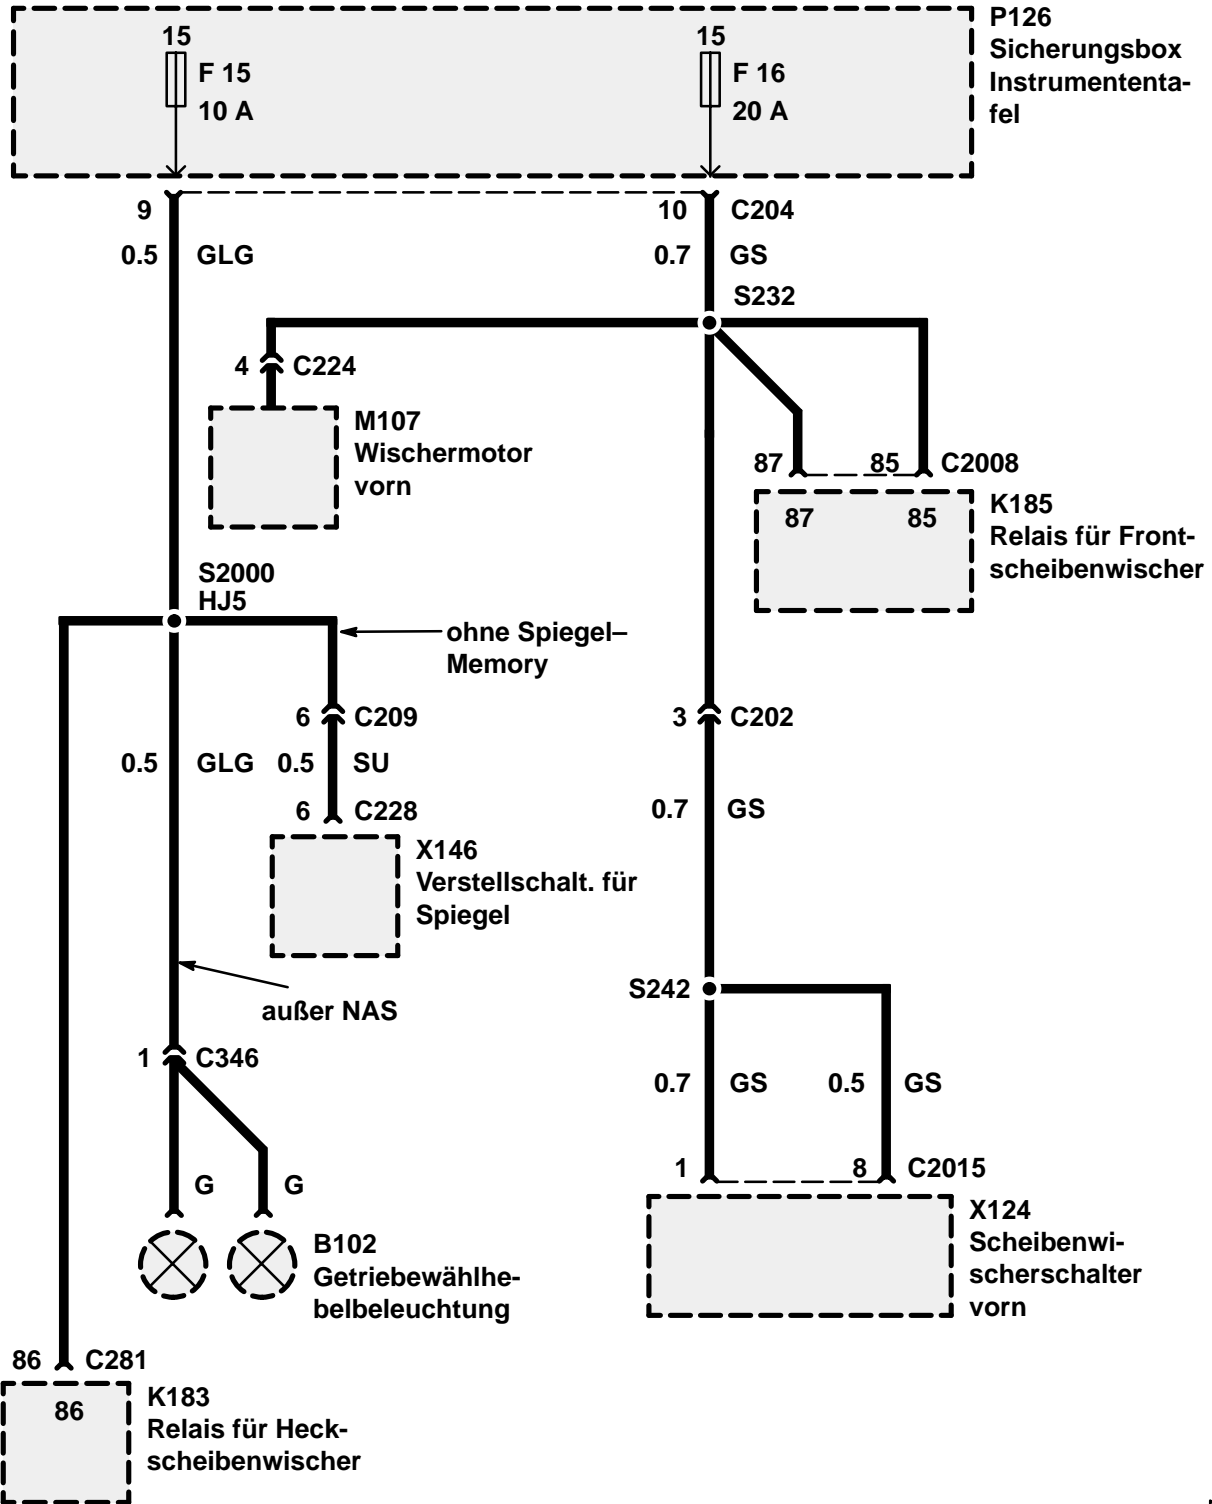 P126
Sicherungsbox
Instrumententa-
fel
15
F 15
10 A
15
F 16
20 A
9
10
C204
0.5
GLG
0.7
GS
S232
4
C224
M107
Wischermotor
vorn
87
85
C2008
87
85
K185
Relais für Front-
scheibenwischer
S2000
HJ5
ohne Spiegel–
Memory
6
C209
3
C202
0.5
GLG
0.5
SU
6
C228
0.7
GS
X146
Verstellschalt. für
Spiegel
außer NAS
S242
1
C346
0.7
GS
0.5
GS
1
8
C2015
G
G
X124
Scheibenwi-
scherschalter
vorn
B102
Getriebewählhe-
belbeleuchtung
86
C281
86
K183
Relais für Heck-
scheibenwischer